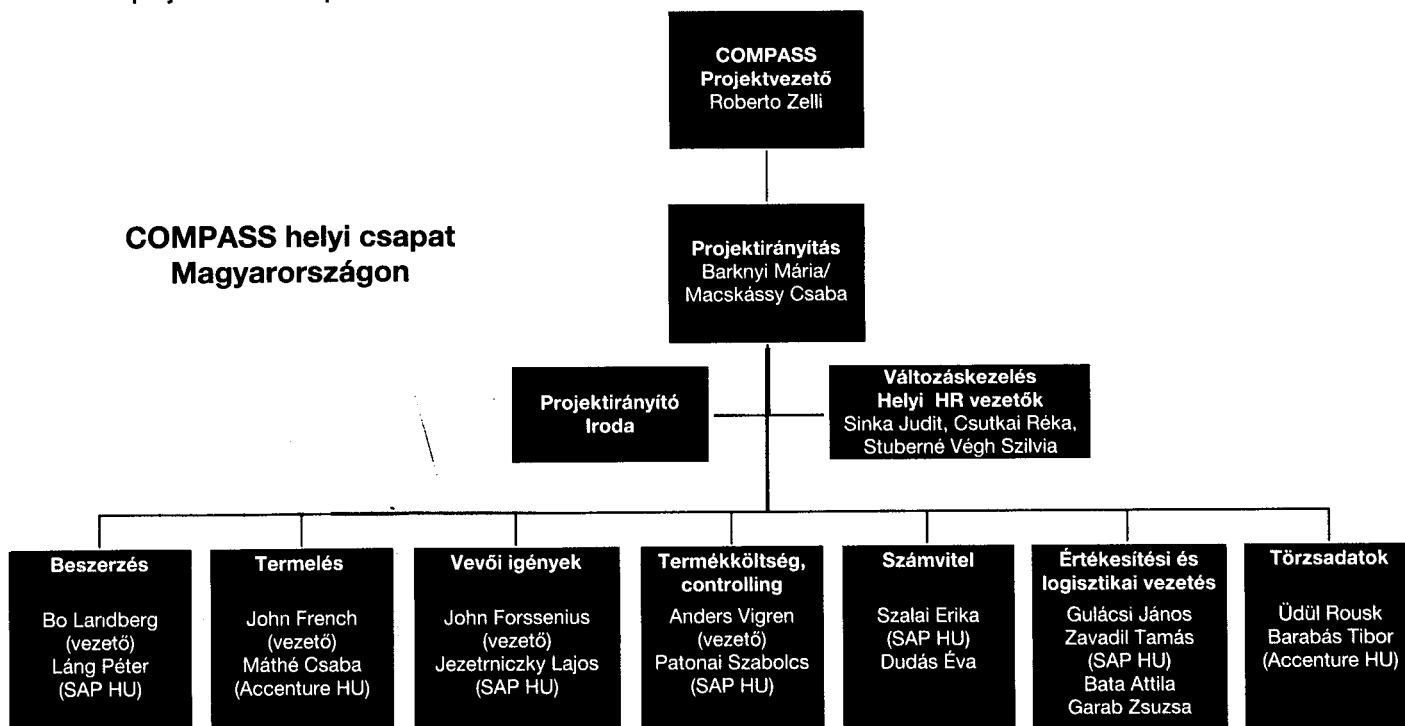 COMPASS
Projektvezető
Roberto Zelli
COMPASS helyi csapat
Magyarországon
Projektirányítás
Barknyi Mária/
Macskássy Csaba
Projektirányító
Iroda
Változáskezelés
Helyi HR vezetők
Sinka Judit, Csutkai Réka,
Stuberné Végh Szilvia
Beszerzés
Bo Landberg
(vezető)
Láng Péter
(SAP HU)
Termelés
John French
(vezető)
Máthé Csaba
(Accenture HU)
Vevői igények
John Forssenius
(vezető)
Jezetrniczky Lajos
(SAP HU)
Termékköltség,
controlling
Anders Vigren
(vezető)
Patonai Szabolcs
(SAP HU)
Számvitel
Szalai Erika
(SAP HU)
Dudás Éva
Értékesítési és
logisztikai vezetés
Gulácsi János
Zavadil Tamás
(SAP HU)
Bata Attila
Garab Zsuzsa
Törzsadatok
Üdül Rousk
Barabás Tibor
(Accenture HU)